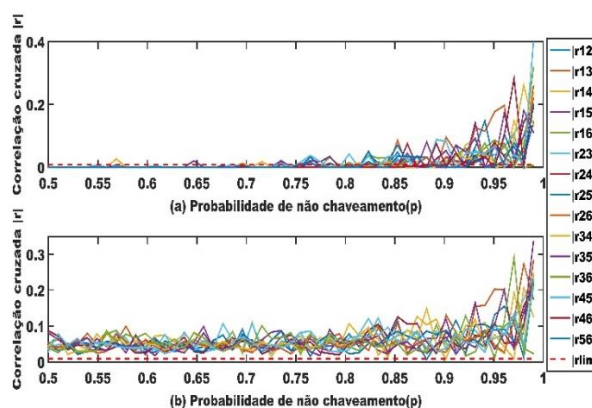 Correlação cruzada |r|
0.4
0.2
0
0.5 0.55 0.6 0.65 0.7 0.75 0.8 0.85 0.9 0.95 1
(a) Probabilidade de não chaveamento(p)
Correlação cruzada |r|
0.3
0.2
0.1
0
0.5 0.55 0.6 0.65 0.7 0.75 0.8 0.85 0.9 0.95 1
(b) Probabilidade de não chaveamento(p)
|r12
|r13
|r14
|r15
|r16
|r23
|r24
|r25
|r26
|r34
|r35
|r36
|r45
|r46
|r56
|rlin